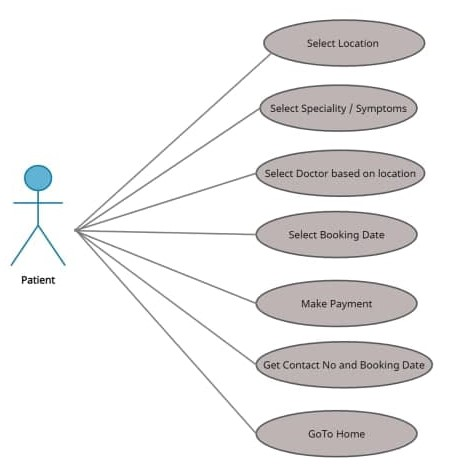 Select Location
Select Speciality / Symptoms
Select Doctor based on location
Select Booking Date
Patient
Make Payment
Get Contact No and Booking Date
GoTo Home